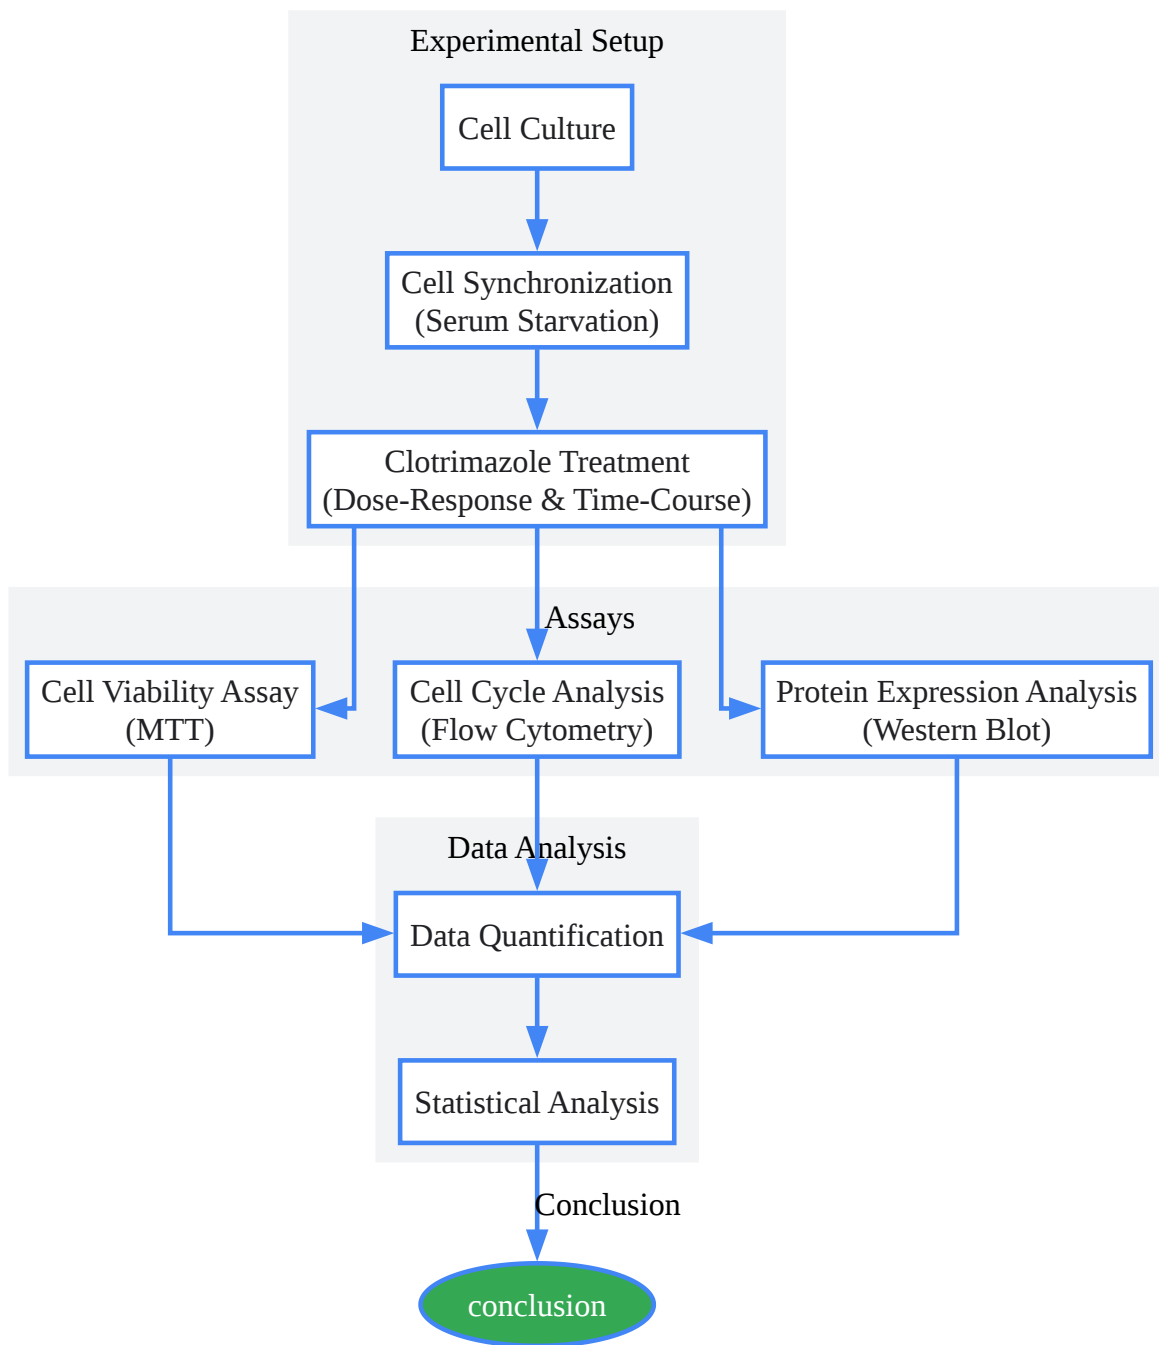 Experimental Setup
Cell Culture
Cell Synchronization
(Serum Starvation)
Clotrimazole Treatment
(Dose-Response & Time-Course)
Assays
Cell Viability Assay
(MTT)
Cell Cycle Analysis
(Flow Cytometry)
Protein Expression Analysis
(Western Blot)
Data Analysis
Data Quantification
Statistical Analysis
Conclusion
conclusion